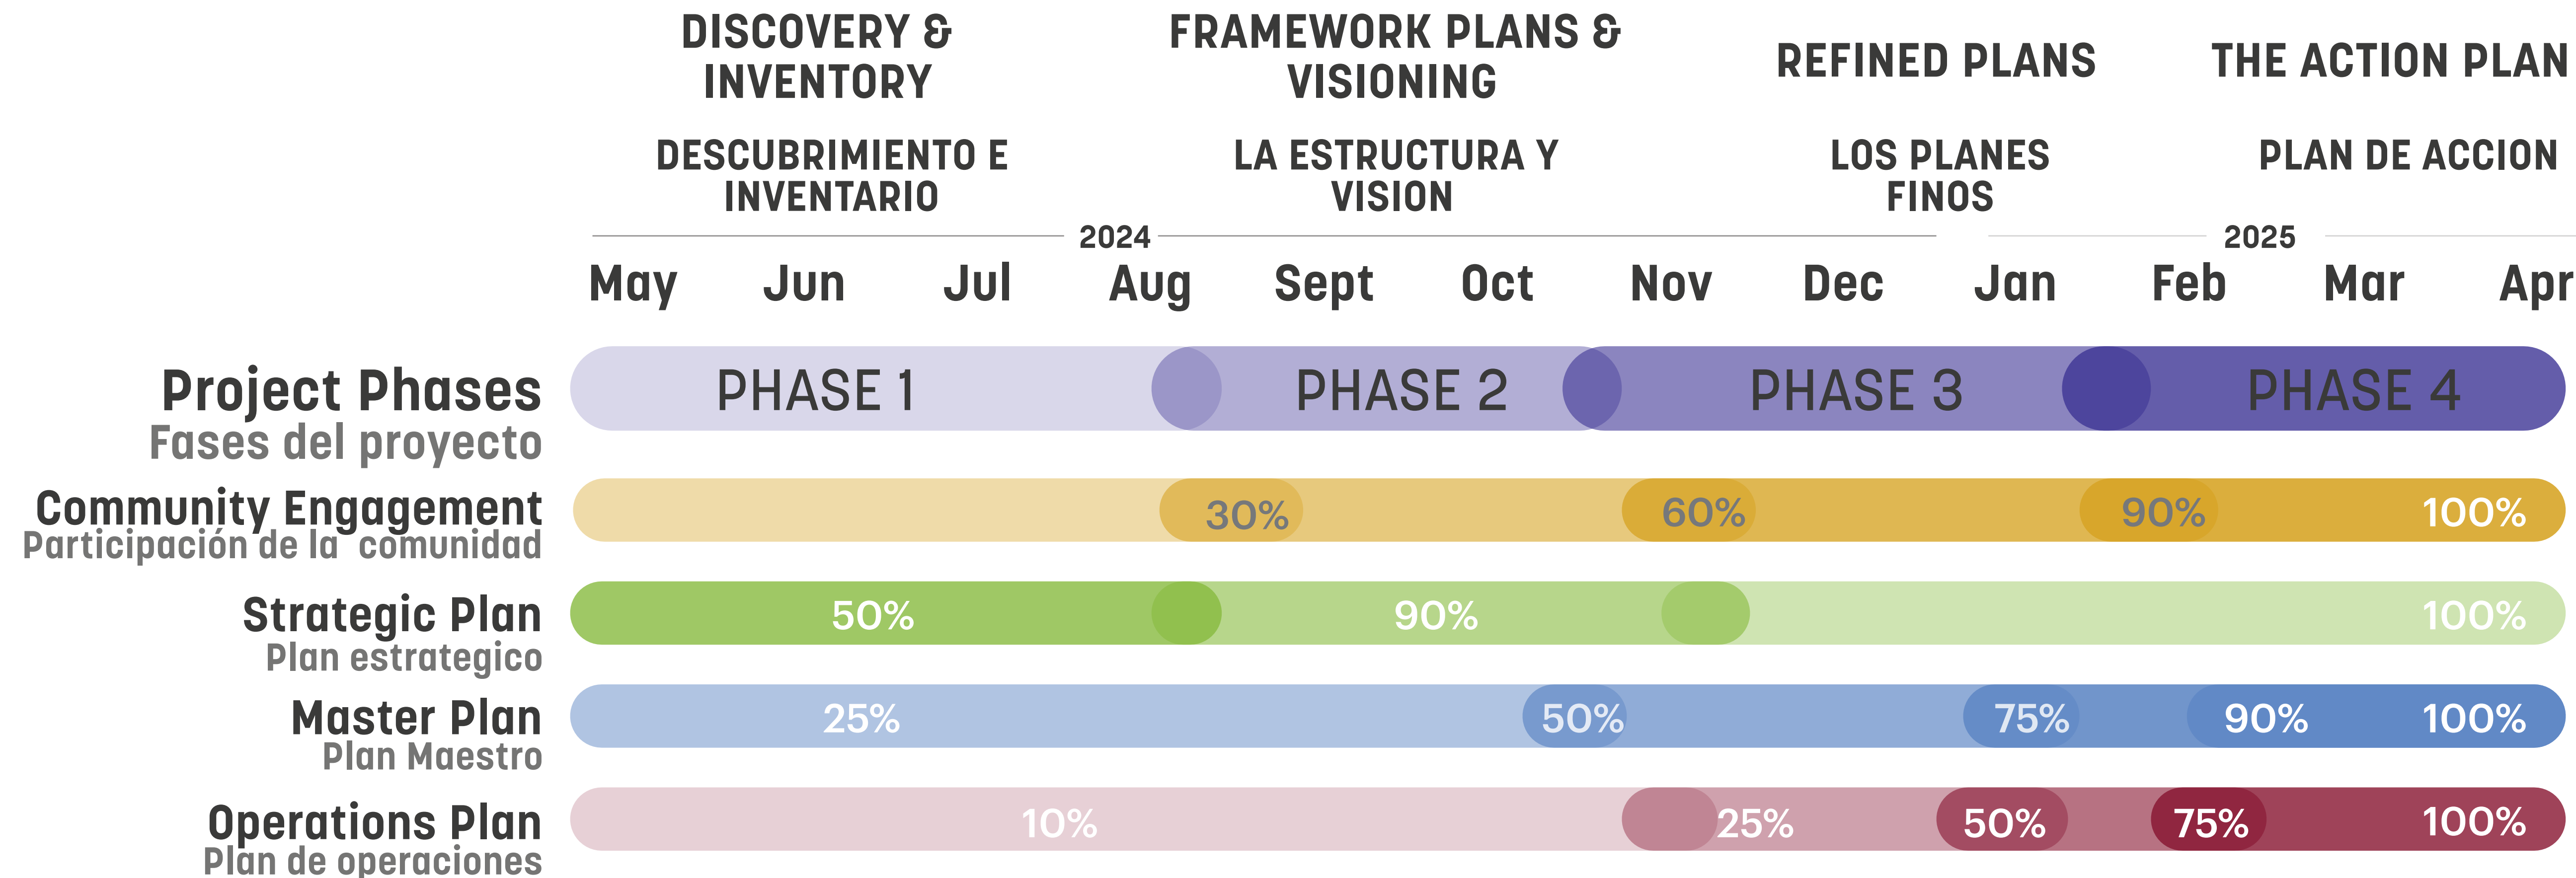 DISCOVERY &
INVENTORY
FRAMEWORK PLANS &
VISIONING
REFINED PLANS
THE ACTION PLAN
DESCUBRIMIENTO E
INVENTARIO
LA ESTRUCTURA Y
VISION
LOS PLANES
FINOS
PLAN DE ACCION
2024
2025
May Jun Jul Aug Sept Oct Nov Dec Jan Feb Mar Apr
Project Phases
Fases del proyecto
PHASE 1 PHASE 2 PHASE 3 PHASE 4
Community Engagement
Participación de la comunidad
30% 60% 90% 100%
Strategic Plan
Plan estrategico
50% 90% 100%
Master Plan
Plan Maestro
25% 50% 75% 90% 100%
Operations Plan
Plan de operaciones
10% 25% 50% 75% 100%